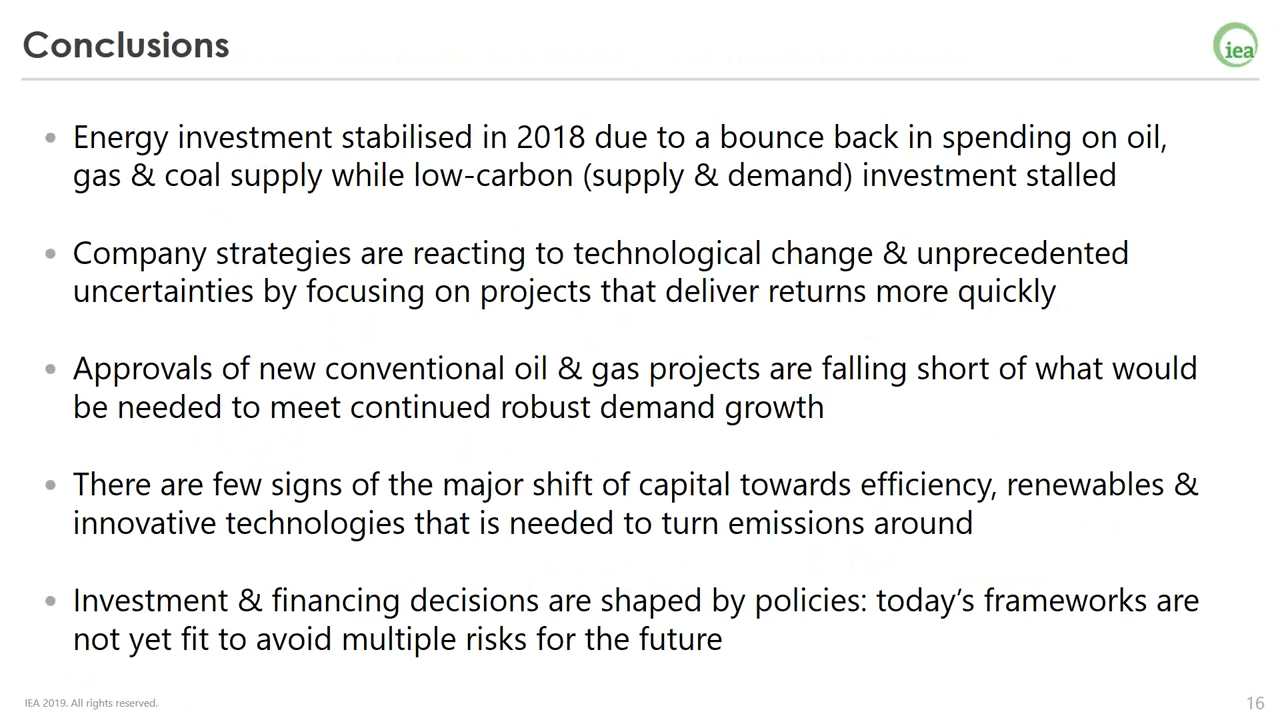 Conclusions
iea
• Energy investment stabilised in 2018 due to a bounce back in spending on oil,
gas & coal supply while low-carbon (supply & demand) investment stalled
• Company strategies are reacting to technological change & unprecedented
uncertainties by focusing on projects that deliver returns more quickly
• Approvals of new conventional oil & gas projects are falling short of what would
be needed to meet continued robust demand growth
• There are few signs of the major shift of capital towards efficiency, renewables &
innovative technologies that is needed to turn emissions around
• Investment & financing decisions are shaped by policies: today’s frameworks are
not yet fit to avoid multiple risks for the future
IEA 2019. All rights reserved.
16